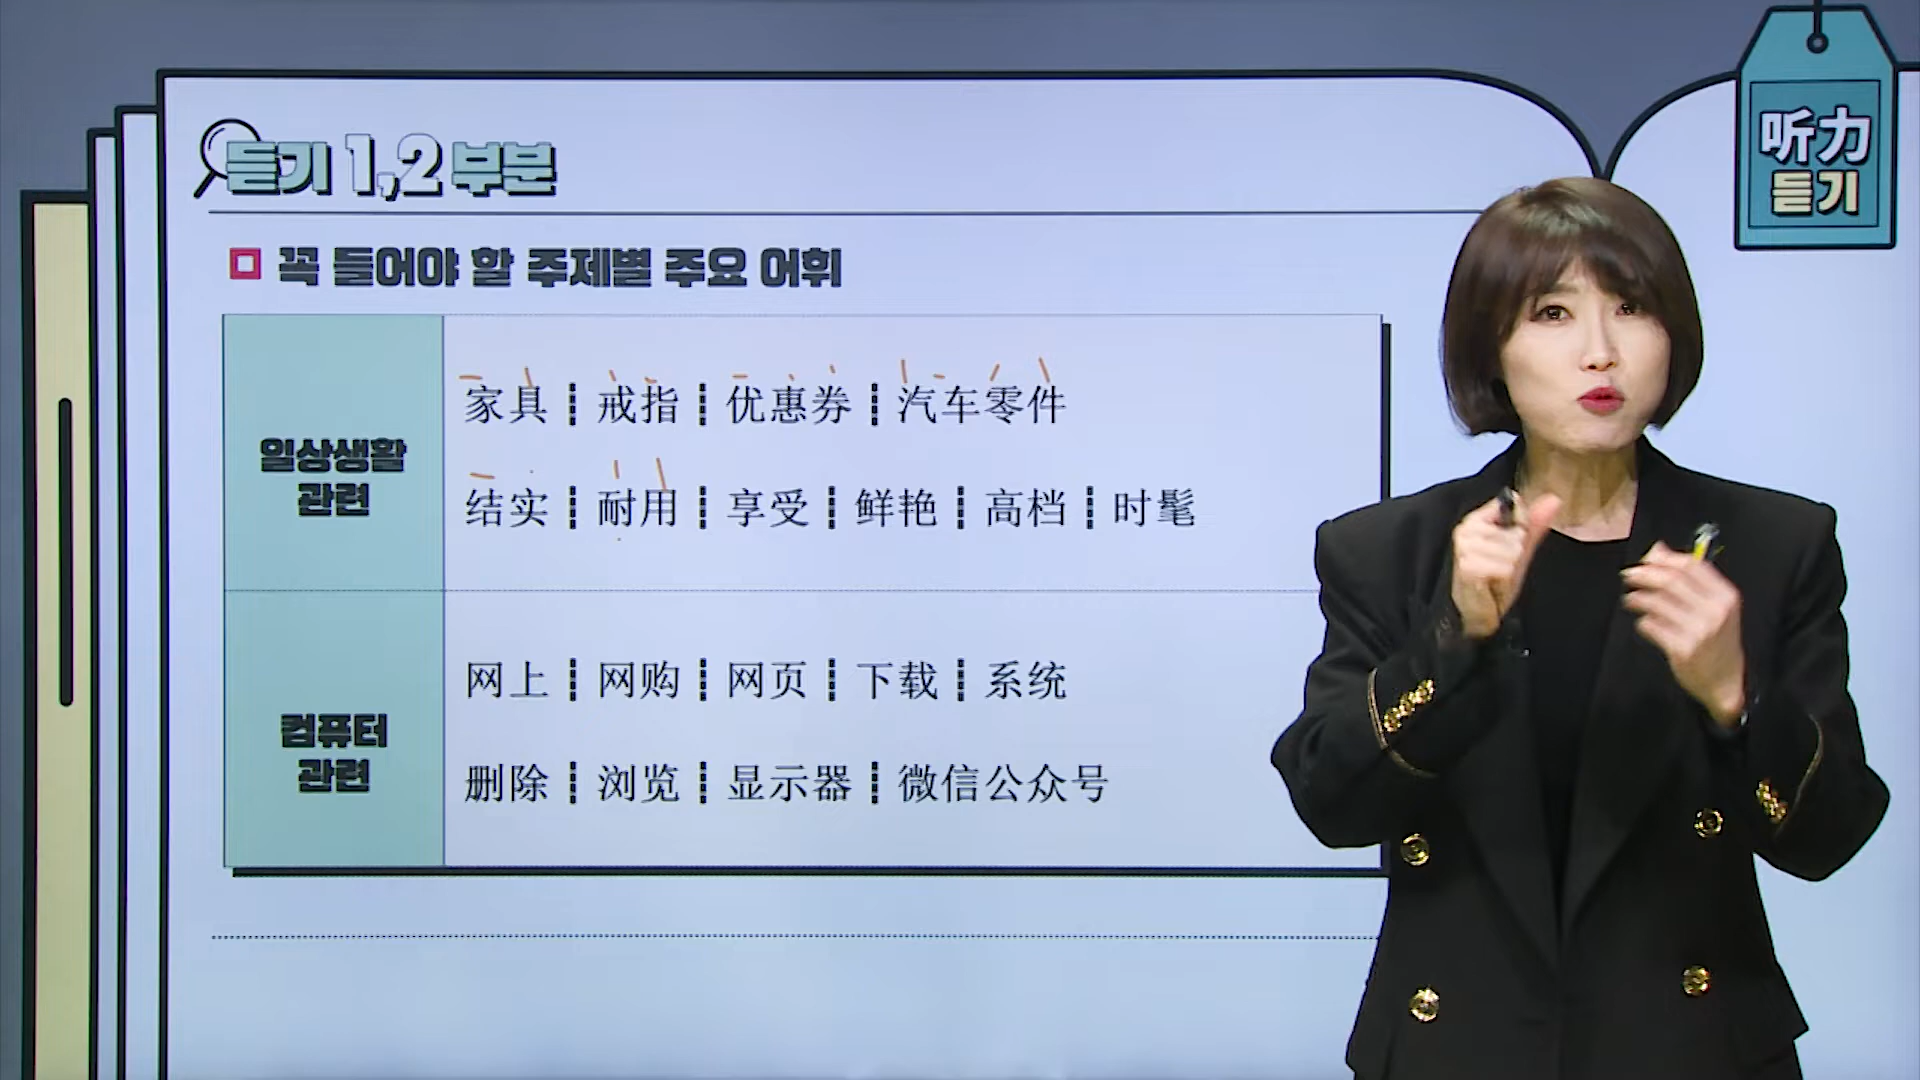 듣기 1,2 부분
听力
듣기
꼭 들어야 할 주제별 주요 어휘
일상생활
관련
家具 ┇ 戒指 ┇ 优惠券 ┇ 汽车零件
结实 ┇ 耐用 ┇ 享受 ┇ 鲜艳 ┇ 高档 ┇ 时髦
컴퓨터
관련
网上 ┇ 网购 ┇ 网页 ┇ 下载 ┇ 系统
删除 ┇ 浏览 ┇ 显示器 ┇ 微信公众号